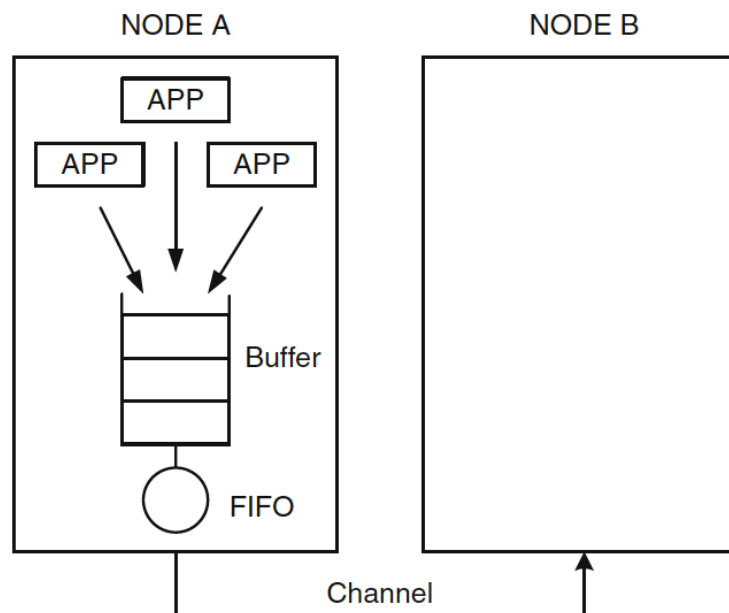 NODE A
NODE B
APP
APP
APP
Buffer
FIFO
Channel